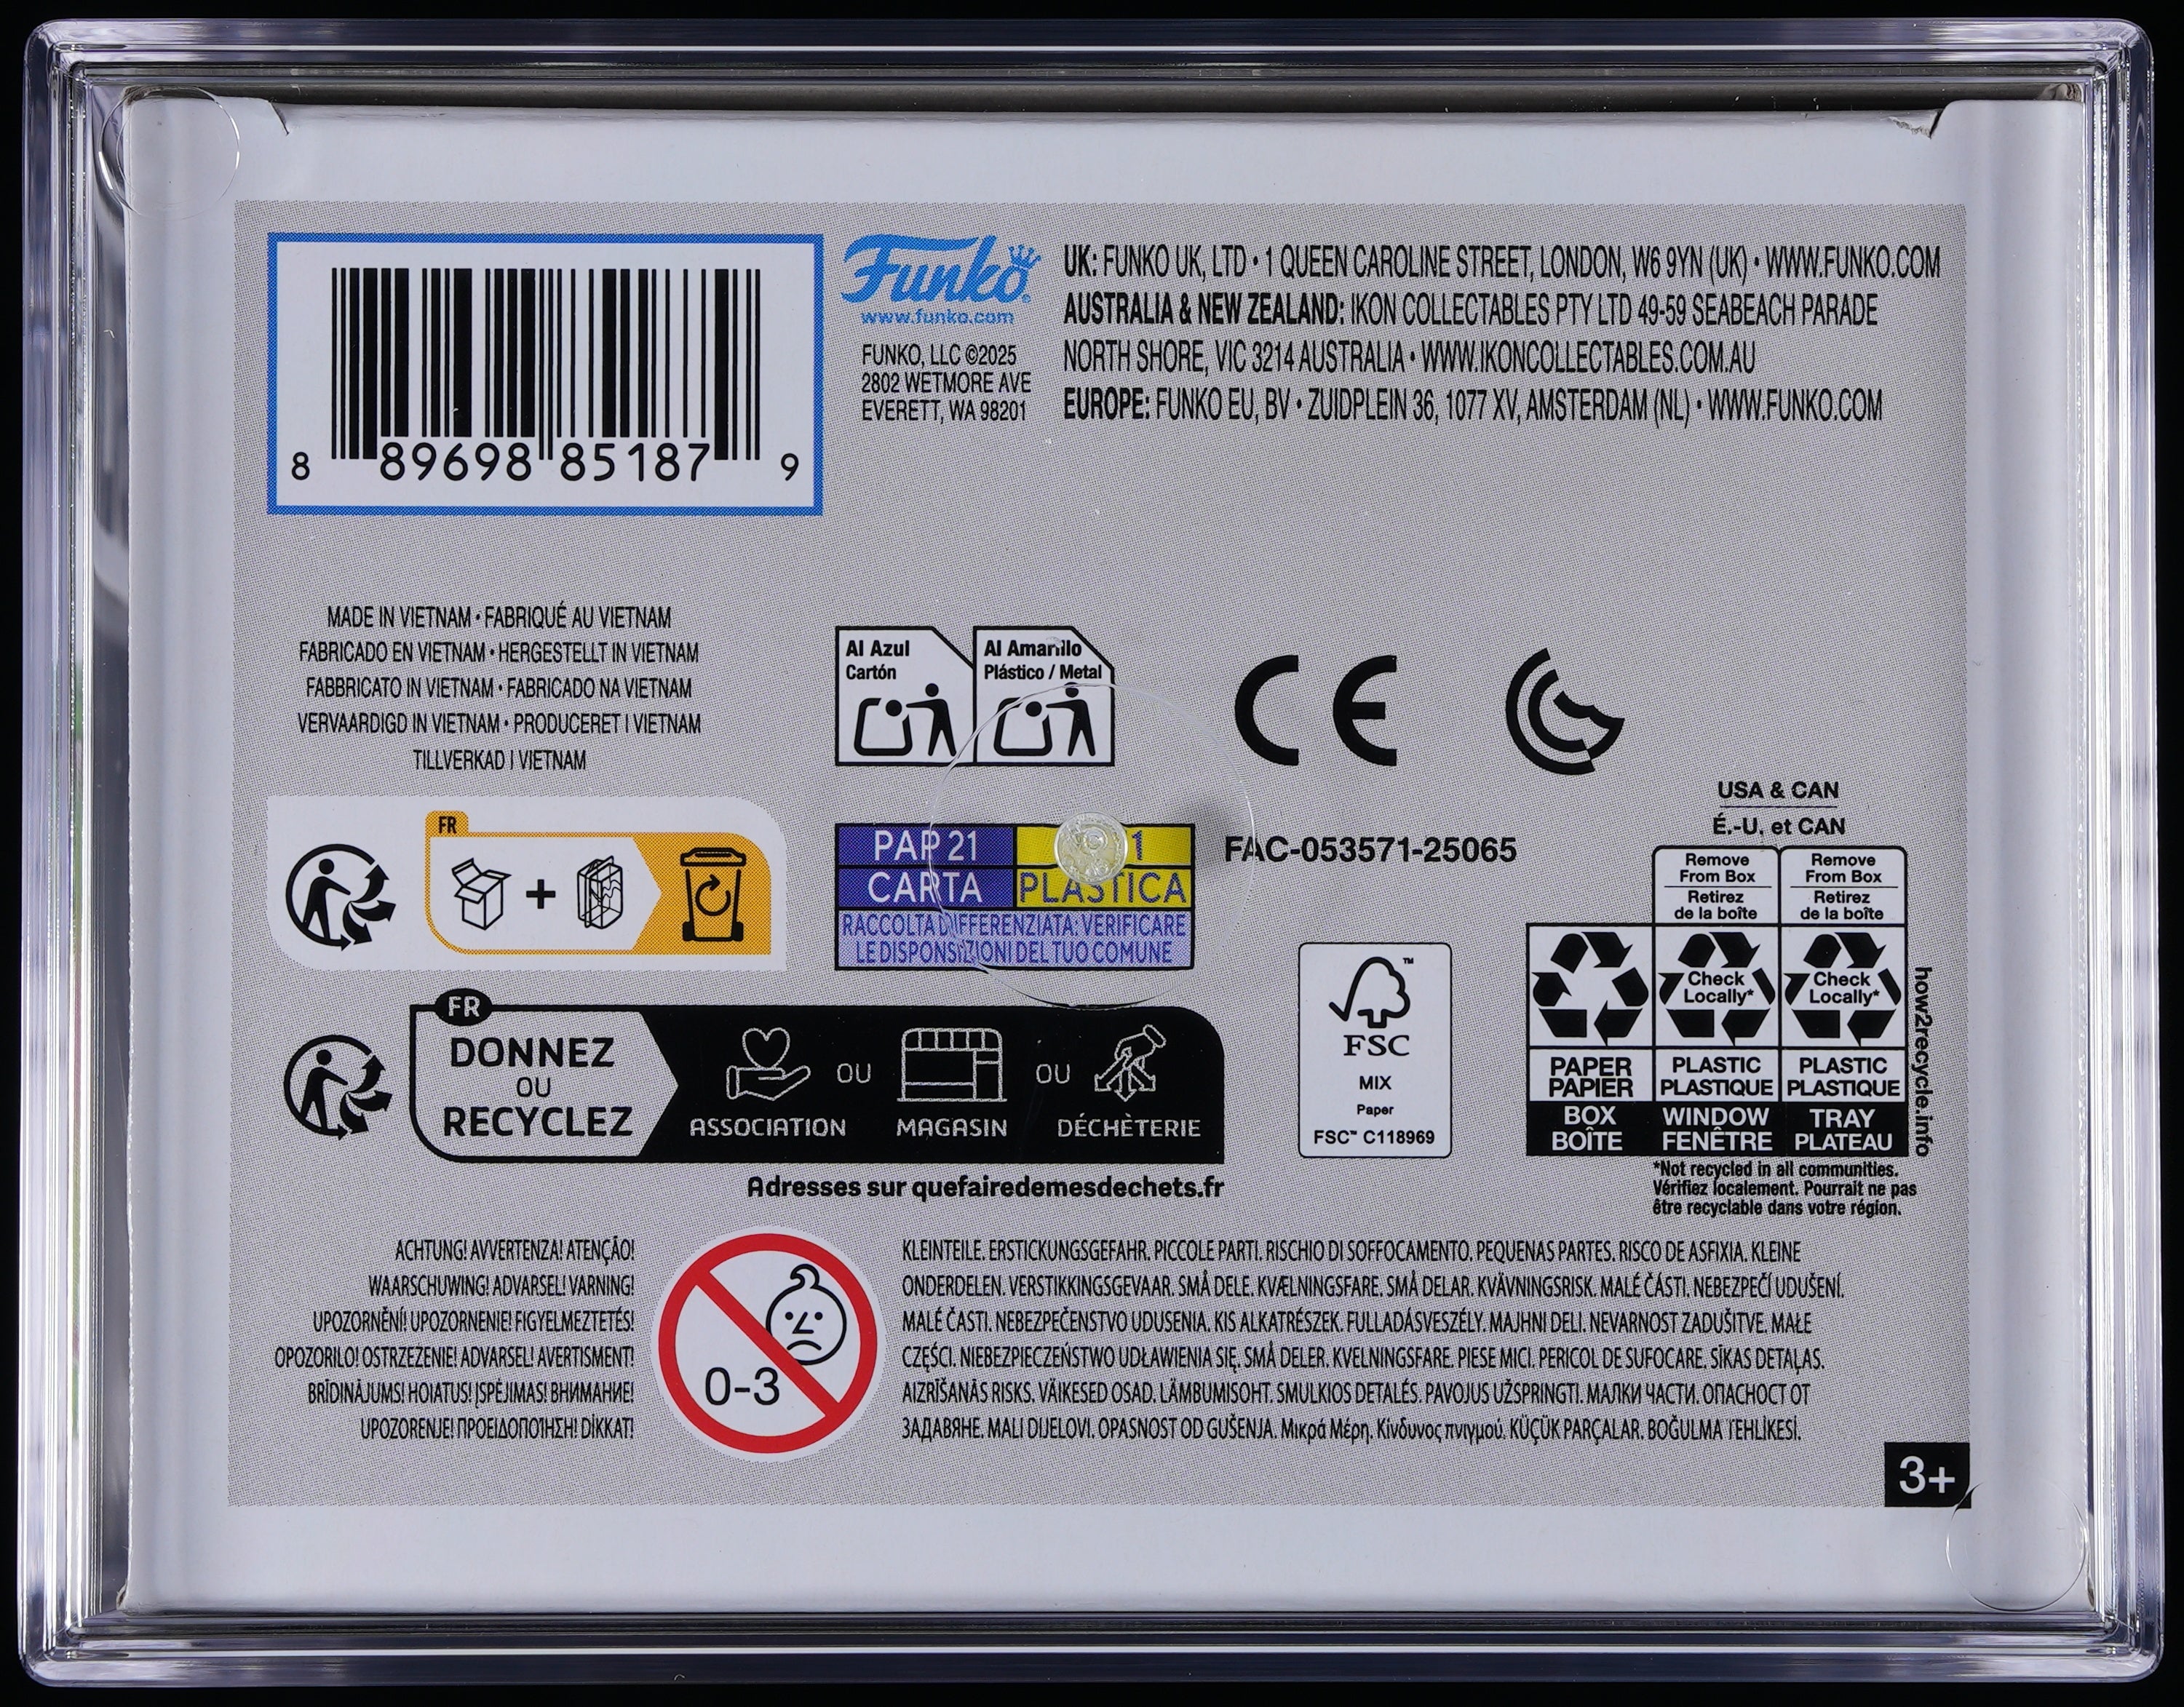 8 89698 85187 9
Funko®
www.funko.com
FUNKO, LLC ©2025
2802 WETMORE AVE
EVERETT, WA 98201
UK: FUNKO UK, LTD • 1 QUEEN CAROLINE STREET, LONDON, W6 9YN (UK) • WWW.FUNKO.COM
AUSTRALIA & NEW ZEALAND: IKON COLLECTABLES PTY LTD 49-59 SEABEACH PARADE
NORTH SHORE, VIC 3214 AUSTRALIA • WWW.IKONCOLLECTABLES.COM.AU
EUROPE: FUNKO EU, BV • ZUIDPLEIN 36, 1077 XV, AMSTERDAM (NL) • WWW.FUNKO.COM
MADE IN VIETNAM • FABRIQUÉ AU VIETNAM
FABRICADO EN VIETNAM • HERGESTELLT IN VIETNAM
FABBRICATO IN VIETNAM • FABRICADO NA VIETNAM
VERVAARDIGD IN VIETNAM • PRODUCERET I VIETNAM
TILLVERKAD I VIETNAM
Al Azul
Cartón
Al Amarillo
Plástico / Metal
CE
FR
PAP 21
CARTA
1
PLASTICA
RACCOLTA DIFFERENZIATA: VERIFICARE
LE DISPONSIZIONI DEL TUO COMUNE
FAC-053571-25065
USA & CAN
É.-U. et CAN
Remove
From Box
Retirez
de la boîte
Remove
From Box
Retirez
de la boîte
Check
Locally*
Check
Locally*
PAPER
PAPIER
PLASTIC
PLASTIQUE
PLASTIC
PLASTIQUE
BOX
BOÎTE
WINDOW
FENÊTRE
TRAY
PLATEAU
how2recycle.info
*Not recycled in all communities.
Vérifiez localement. Pourrait ne pas
être recyclable dans votre région.
FSC™
MIX
Paper
FSC™ C118969
FR
DONNEZ
OU
RECYCLEZ
ASSOCIATION
OU
MAGASIN
OU
DÉCHÈTERIE
Adresses sur quefairedemesdechets.fr
ACHTUNG! AVVERTENZA! ATENÇÃO!
WAARSCHUWING! ADVARSEL! VARNING!
UPOZORNĚNÍ! UPOZORNENIE! FIGYELMEZTETÉS!
OPOZORILO! OSTRZEŻENIE! ADVARSEL! AVERTISMENT!
BRĪDINĀJUMS! HOIATUS! ĮSPĖJIMAS! ВНИМАНИЕ!
UPOZORENJE! ΠΡΟΕΙΔΟΠΟΊΗΣΗ! DİKKAT!
0-3
KLEINTEILE. ERSTICKUNGSGEFAHR. PICCOLE PARTI. RISCHIO DI SOFFOCAMENTO. PEQUENAS PARTES. RISCO DE ASFIXIA. KLEINE
ONDERDELEN. VERSTIKKINGSGEVAAR. SMÅ DELE. KVÆLNINGSFARE. SMÅ DELAR. KVÄVNINGSRISK. MALÉ ČÁSTI. NEBEZPEČÍ UDUŠENÍ.
MALÉ ČASTI. NEBEZPEČENSTVO UDUSENIA. KIS ALKATRÉSZEK. FULLADÁSVESZÉLY. MAJHNI DELI. NEVARNOST ZADUŠITVE. MAŁE
CZĘŚCI. NIEBEZPIECZEŃSTWO UDŁAWIENIA SIĘ. SMÅ DELER. KVELNINGSFARE. PIESE MICI. PERICOL DE SUFOCARE. SĪKAS DETAĻAS.
AIZRĪŠANĀS RISKS. VÄIKESED OSAD. LÄMBUMISOHT. SMULKIOS DETALĖS. PAVOJUS UŽSPRINGTI. МАЛКИ ЧАСТИ. ОПАСНОСТ ОТ
ЗАДАВЯНЕ. MALI DIJELOVI. OPASNOST OD GUŠENJA. Μικρά Μέρη. Κίνδυνος πνιγμού. KÜÇÜK PARÇALAR. BOĞULMA TEHLİKESİ.
3+